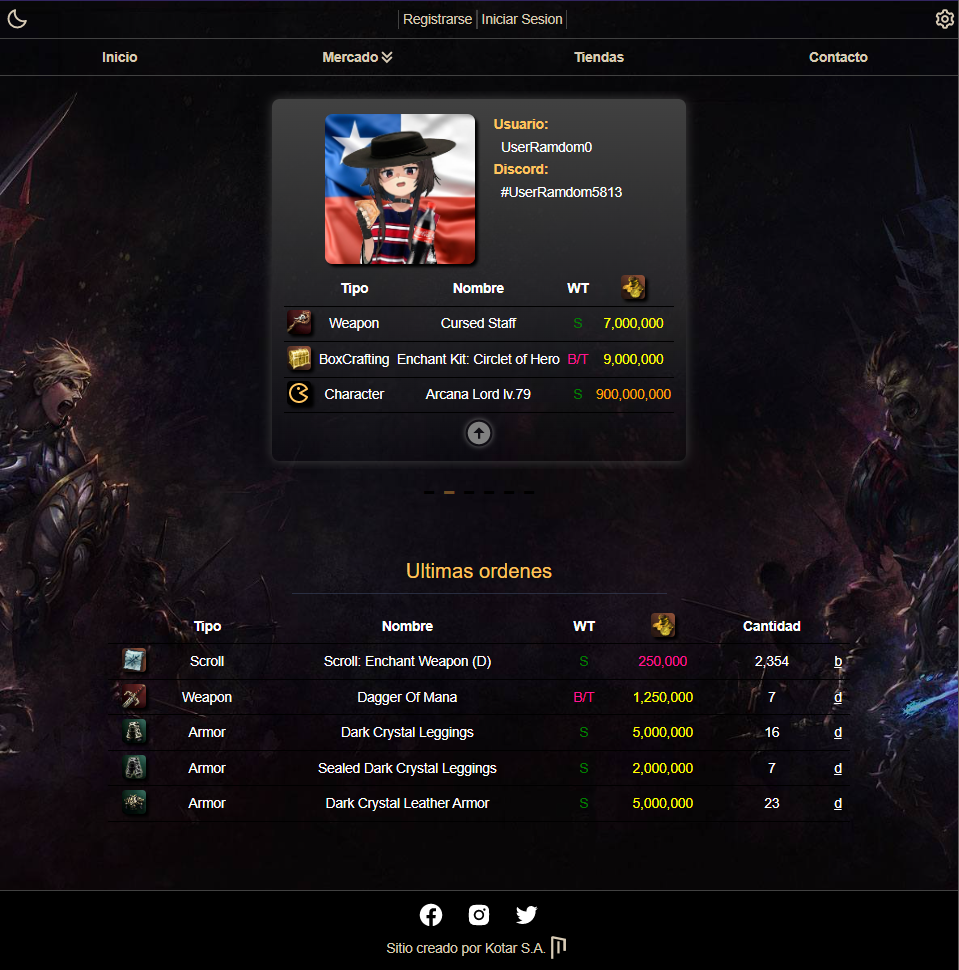 Registrarse Iniciar Sesion
Inicio Mercado Tiendas Contacto
Usuario:
UserRamdom0
Discord:
#UserRamdom5813
Tipo Nombre WT
Weapon Cursed Staff S 7,000,000
BoxCrafting Enchant Kit: Circlet of Hero B/T 9,000,000
Character Arcana Lord lv.79 S 900,000,000
Ultimas ordenes
Tipo Nombre WT Cantidad
Scroll Scroll: Enchant Weapon (D) S 250,000 2,354 b
Weapon Dagger Of Mana B/T 1,250,000 7 d
Armor Dark Crystal Leggings S 5,000,000 16 d
Armor Sealed Dark Crystal Leggings S 2,000,000 7 d
Armor Dark Crystal Leather Armor S 5,000,000 23 d
Sitio creado por Kotar S.A.